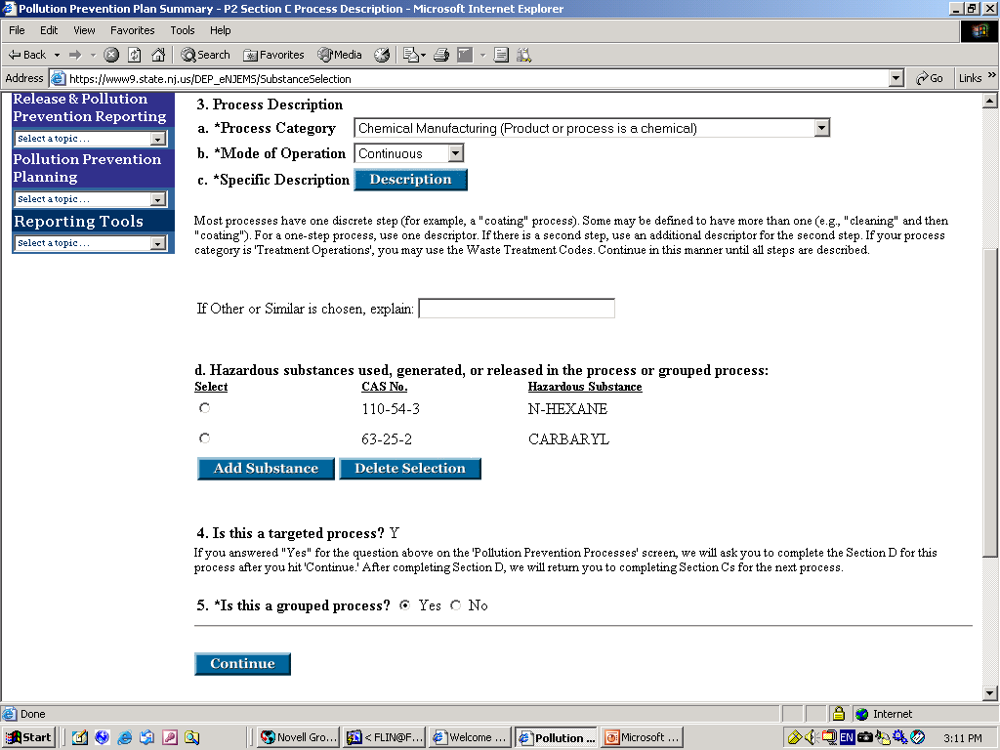 Pollution Prevention Plan Summary - P2 Section C Process Description - Microsoft Internet Explorer
File Edit View Favorites Tools Help
Back Search Favorites Media
Address https://www9.state.nj.us/DEP_eNJEMS/SubstanceSelection Go Links »
Release & Pollution
Prevention Reporting
Select a topic...
Pollution Prevention
Planning
Select a topic...
Reporting Tools
Select a topic...
3. Process Description
a. *Process Category Chemical Manufacturing (Product or process is a chemical)
b. *Mode of Operation Continuous
c. *Specific Description Description
Most processes have one discrete step (for example, a "coating" process). Some may be defined to have more than one (e.g., "cleaning" and then
"coating"). For a one-step process, use one descriptor. If there is a second step, use an additional descriptor for the second step. If your process
category is 'Treatment Operations', you may use the Waste Treatment Codes. Continue in this manner until all steps are described.
If Other or Similar is chosen, explain:
d. Hazardous substances used, generated, or released in the process or grouped process:
Select CAS No. Hazardous Substance
110-54-3 N-HEXANE
63-25-2 CARBARYL
Add Substance Delete Selection
4. Is this a targeted process? Y
If you answered "Yes" for the question above on the 'Pollution Prevention Processes' screen, we will ask you to complete the Section D for this
process after you hit 'Continue.' After completing Section D, we will return you to completing Section Cs for the next process.
5. *Is this a grouped process? Yes No
Continue
Done Internet
Start Novell Gro... < FLIN@F... Welcome ... Pollution ... Microsoft ... EN 3:11 PM